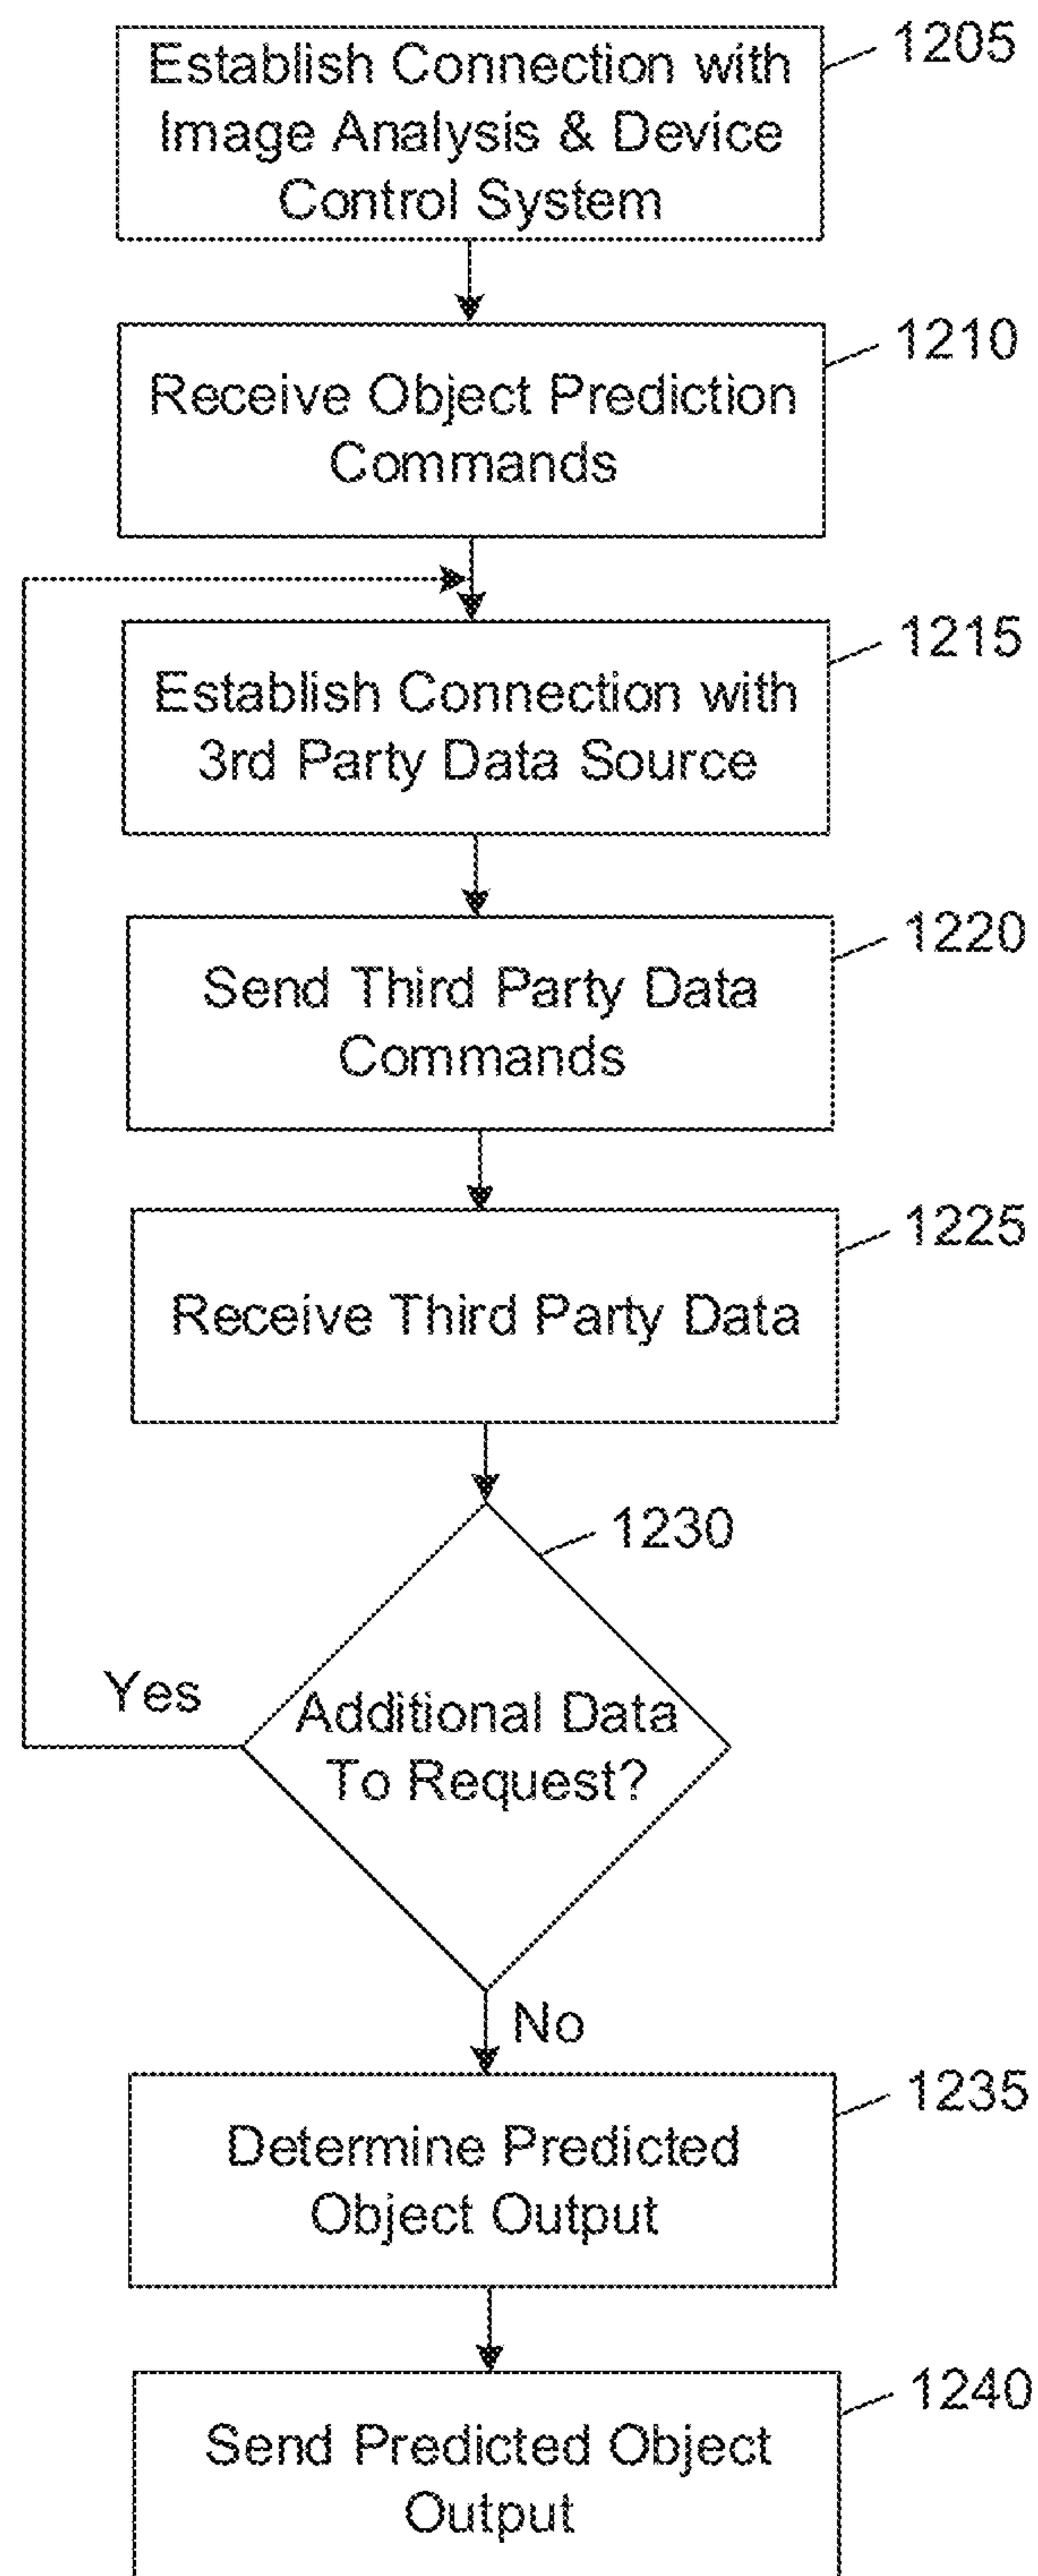 Establish Connection with
Image Analysis & Device
Control System
1205
Receive Object Prediction
Commands
1210
Establish Connection with
3rd Party Data Source
1215
Send Third Party Data
Commands
1220
Receive Third Party Data
1225
1230
Additional Data
To Request?
Yes
No
Determine Predicted
Object Output
1235
Send Predicted Object
Output
1240